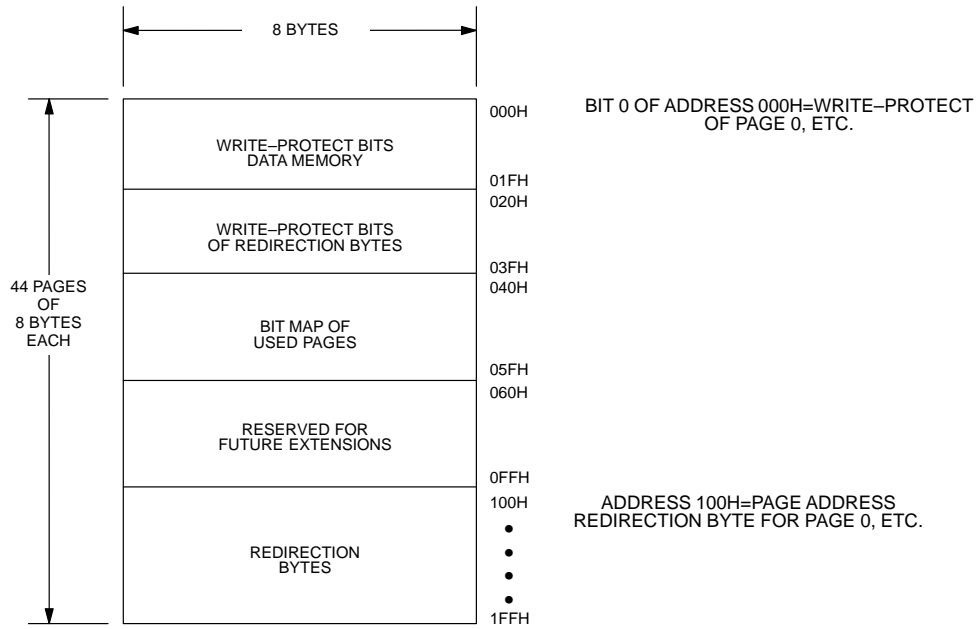 8 BYTES
000H
BIT 0 OF ADDRESS 000H=WRITE–PROTECT
OF PAGE 0, ETC.
WRITE–PROTECT BITS
DATA MEMORY
01FH
020H
WRITE–PROTECT BITS
OF REDIRECTION BYTES
03FH
040H
44 PAGES
OF
8 BYTES
EACH
BIT MAP OF
USED PAGES
05FH
060H
RESERVED FOR
FUTURE EXTENSIONS
0FFH
100H
ADDRESS 100H=PAGE ADDRESS
REDIRECTION BYTE FOR PAGE 0, ETC.
REDIRECTION
BYTES
1FFH